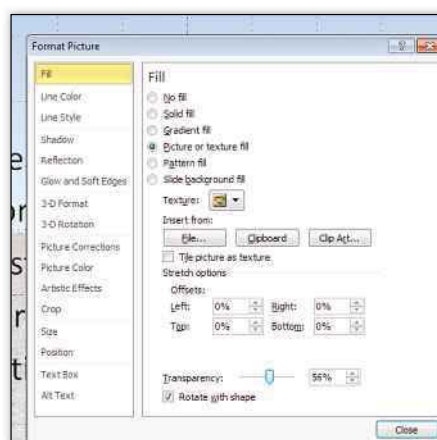 Format Picture
Fill
Line Color
Line Style
Shadow
Reflection
Glow and Soft Edges
3-D Format
3-D Rotation
Picture Corrections
Picture Color
Artistic Effects
Crop
Size
Position
Text Box
Alt Text
Fill
No fill
Solid fill
Gradient fill
Picture or texture fill
Pattern fill
Slide background fill
Texture:
Insert from:
File... Clipboard Clip Art...
Tile picture as texture
Stretch options
Offsets:
Left: 0% Right: 0%
Top: 0% Bottom: 0%
Transparency: 56%
Rotate with shape
Close